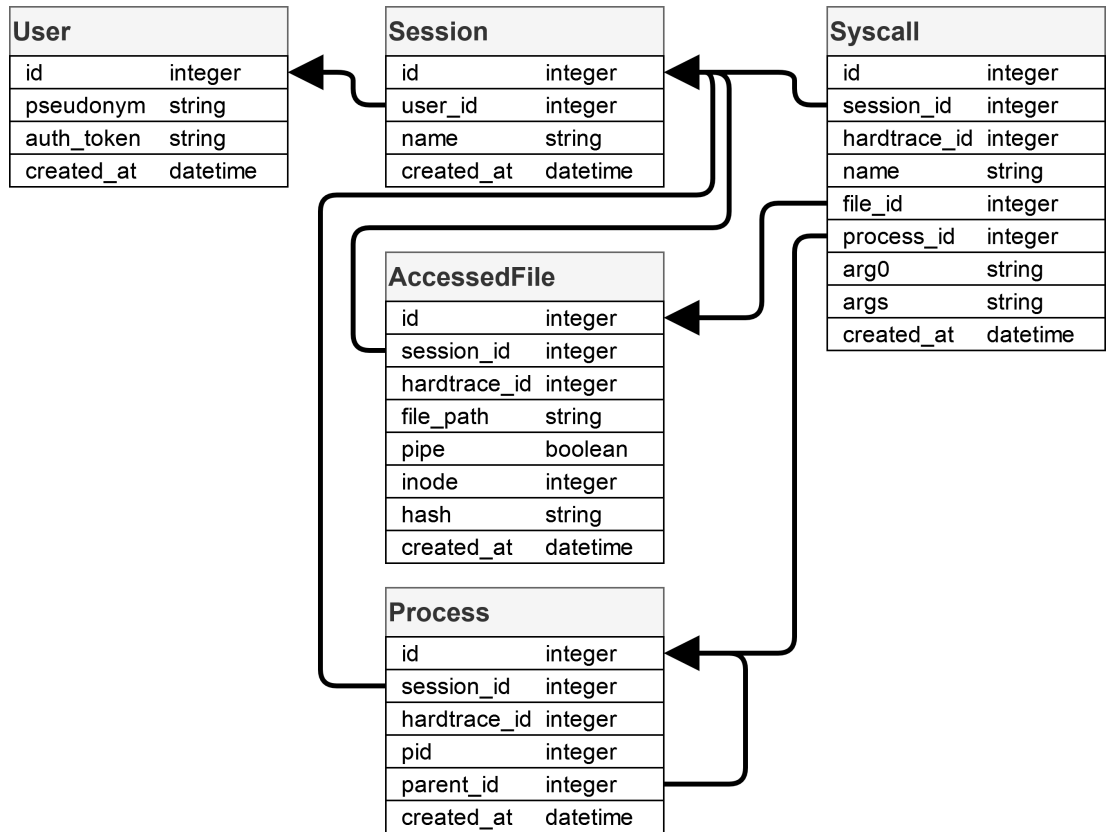 User
id integer
pseudonym string
auth_token string
created_at datetime
Session
id integer
user_id integer
name string
created_at datetime
AccessedFile
id integer
session_id integer
hardtrace_id integer
file_path string
pipe boolean
inode integer
hash string
created_at datetime
Process
id integer
session_id integer
hardtrace_id integer
pid integer
parent_id integer
created_at datetime
Syscall
id integer
session_id integer
hardtrace_id integer
name string
file_id integer
process_id integer
arg0 string
args string
created_at datetime